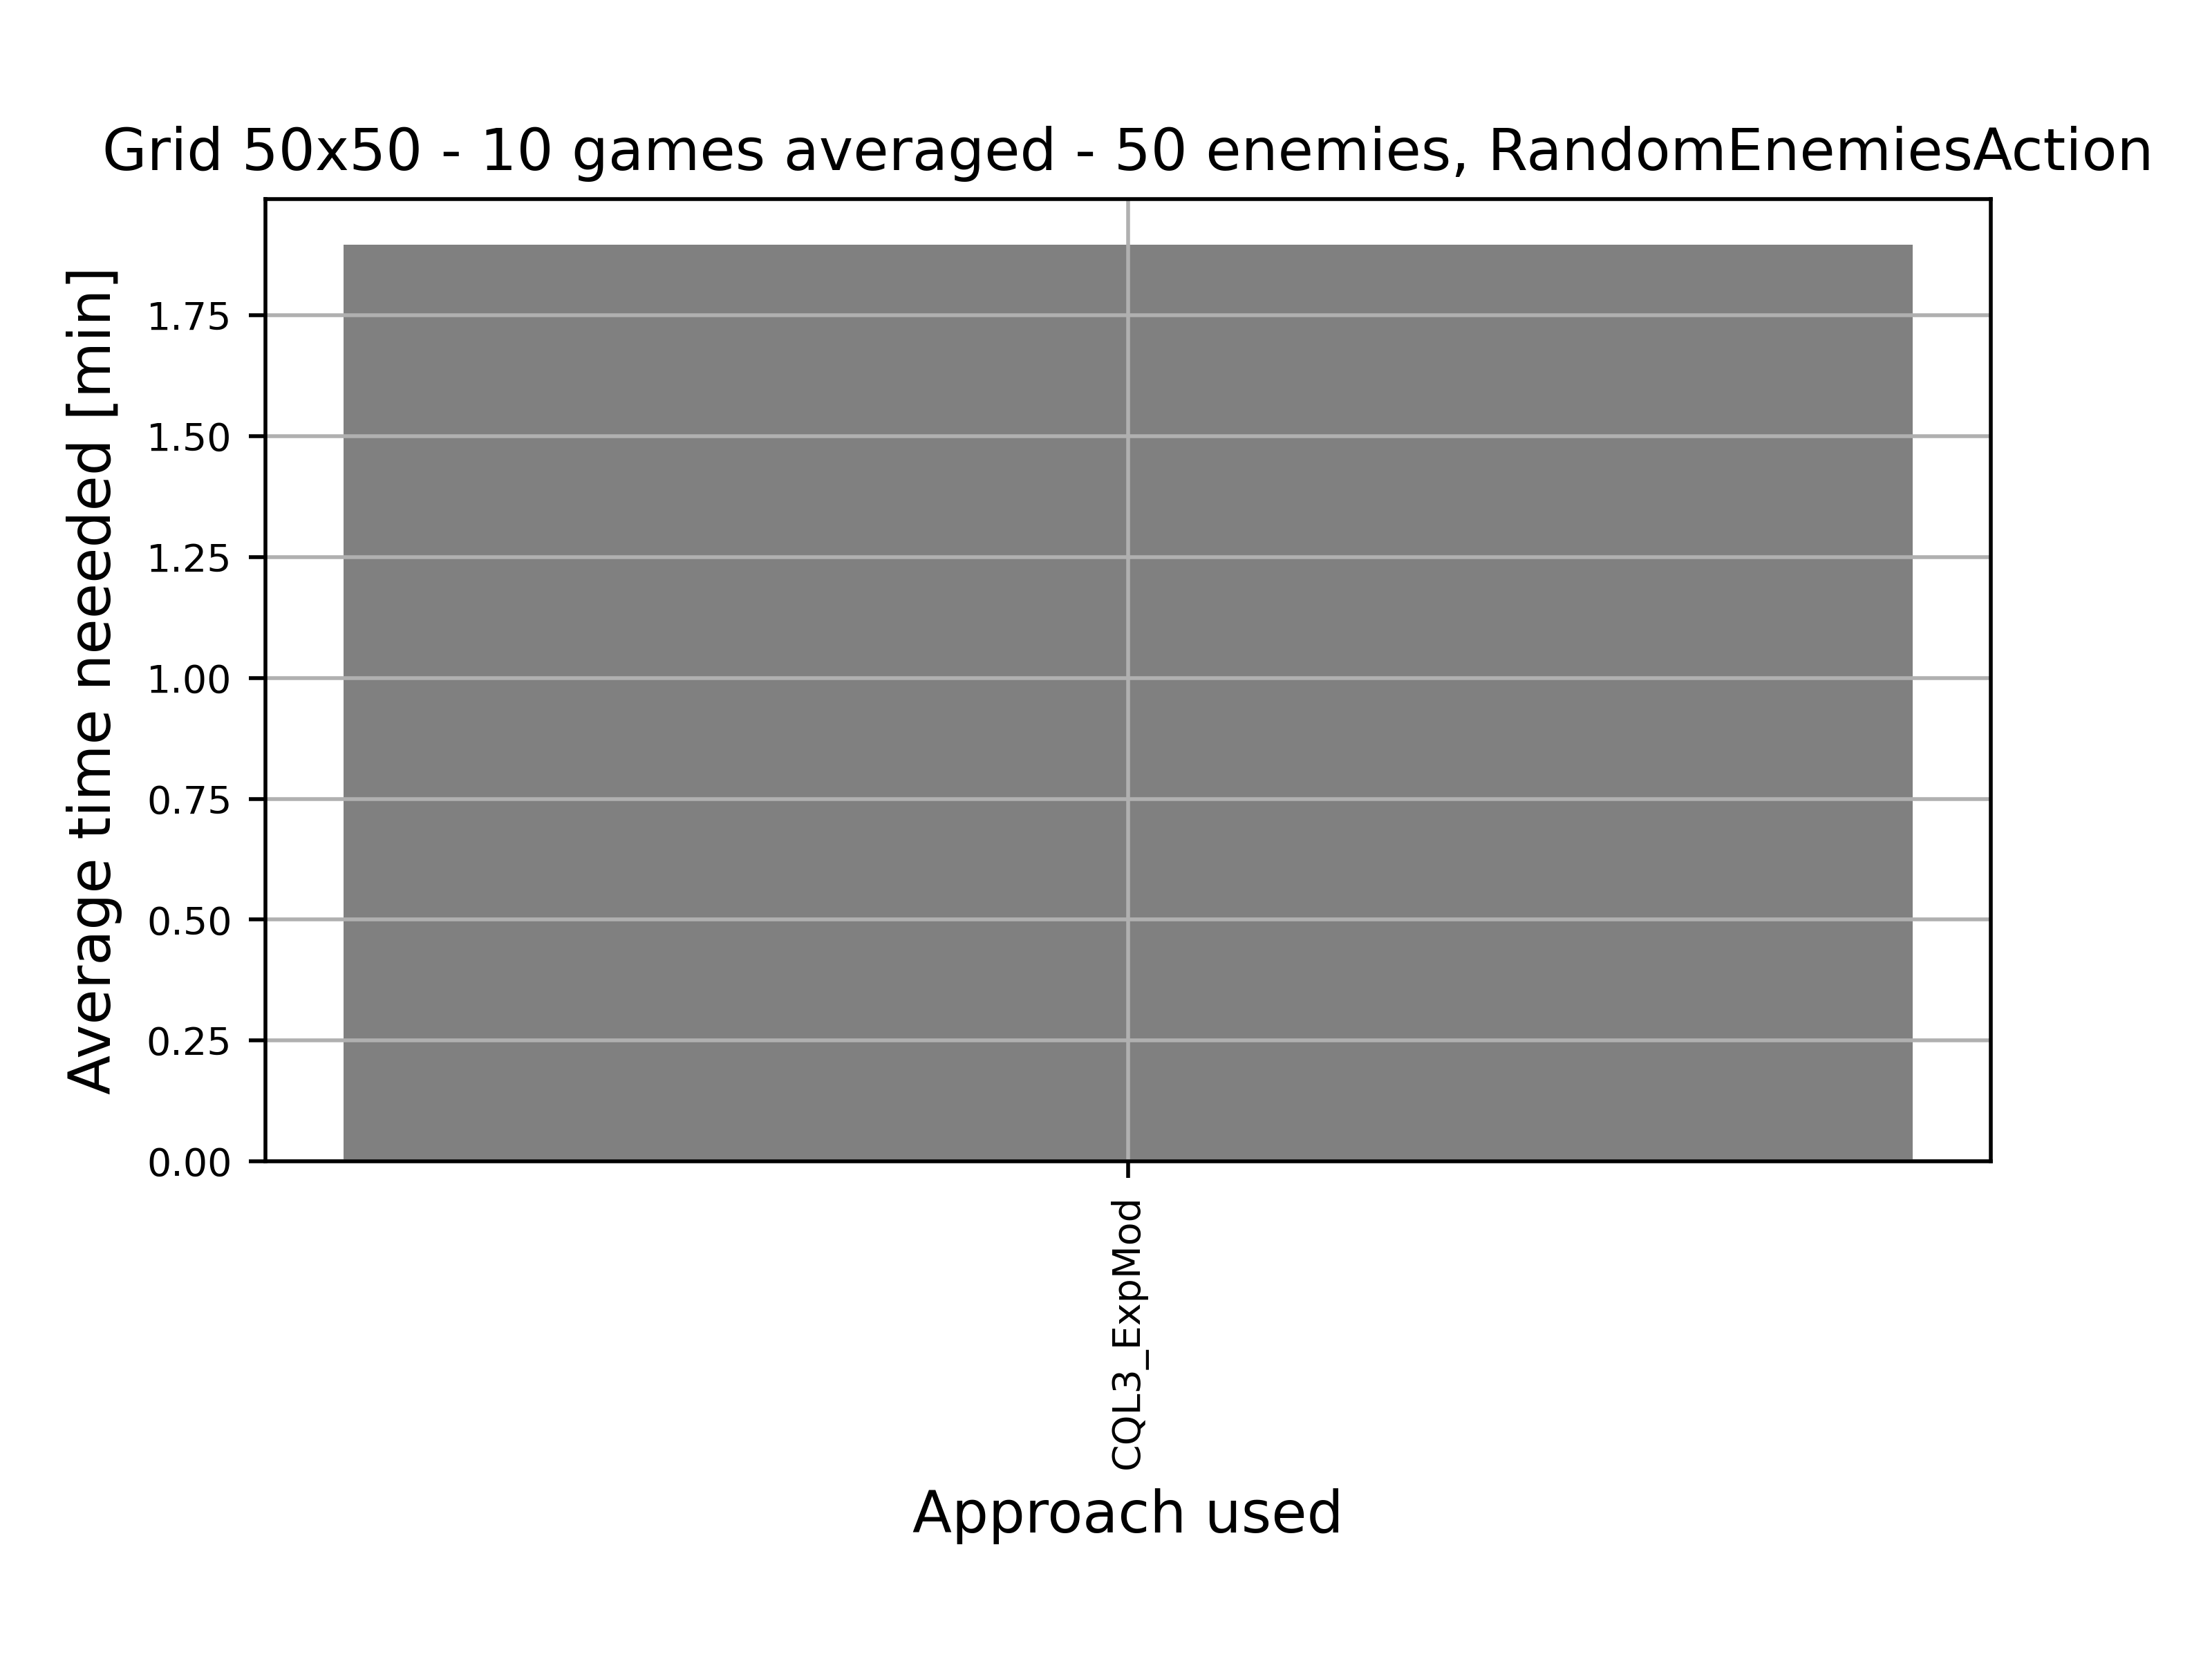 Grid 50x50 - 10 games averaged - 50 enemies, RandomEnemiesAction
Average time needed [min]
1.75
1.50
1.25
1.00
0.75
0.50
0.25
0.00
CQL3_ExpMod
Approach used